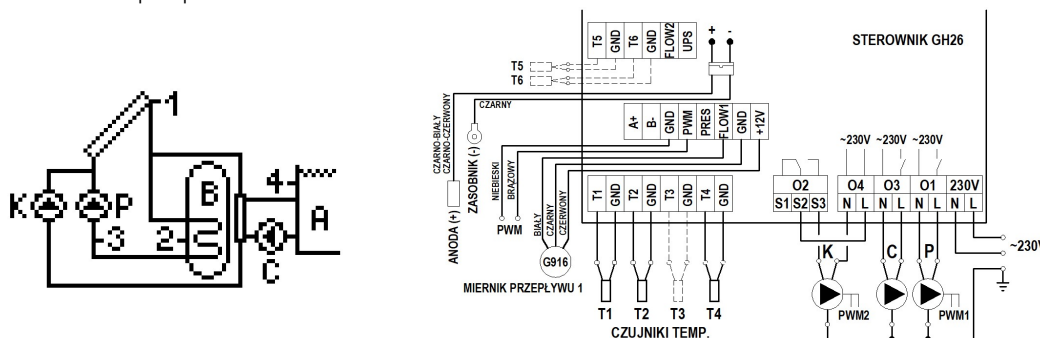 1
K
P
3
2
B
4
A
C
STEROWNIK GH26
T5 GND T6 GND FLOW2 UPS
+ -
T5
T6
CZARNY
CZARNO-BIAŁY
CZARNO-CZERWONY
ANODA (+)
ZASOBNIK (-)
A+ B- GND PWM PRES FLOW1 GND +12V
NIEBIESKI
BRĄZOWY
PWM
BIAŁY
CZARNY
CZERWONY
G916
MIERNIK PRZEPŁYWU 1
T1 GND T2 GND T3 GND T4 GND
T1 T2 T3 T4
CZUJNIKI TEMP.
~230V ~230V ~230V
O2 O4 O3 O1 230V
S1 S2 S3 N L N L N L N L
~230V
K C P
PWM2 PWM1